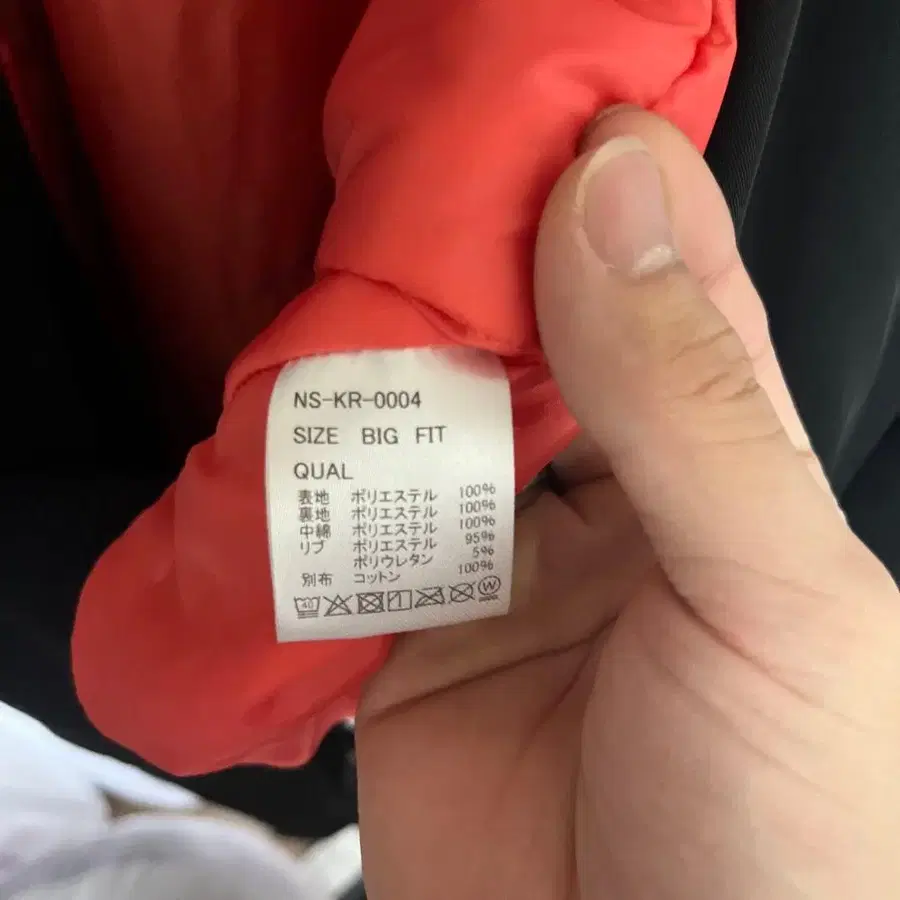 NS-KR-0004
SIZE BIG FIT
QUAL
表地 ポリエステル 100%
裏地 ポリエステル 100%
中綿 ポリエステル 100%
リブ ポリエステル 95%
ポリウレタン 5%
別布 コットン 100%
40 W